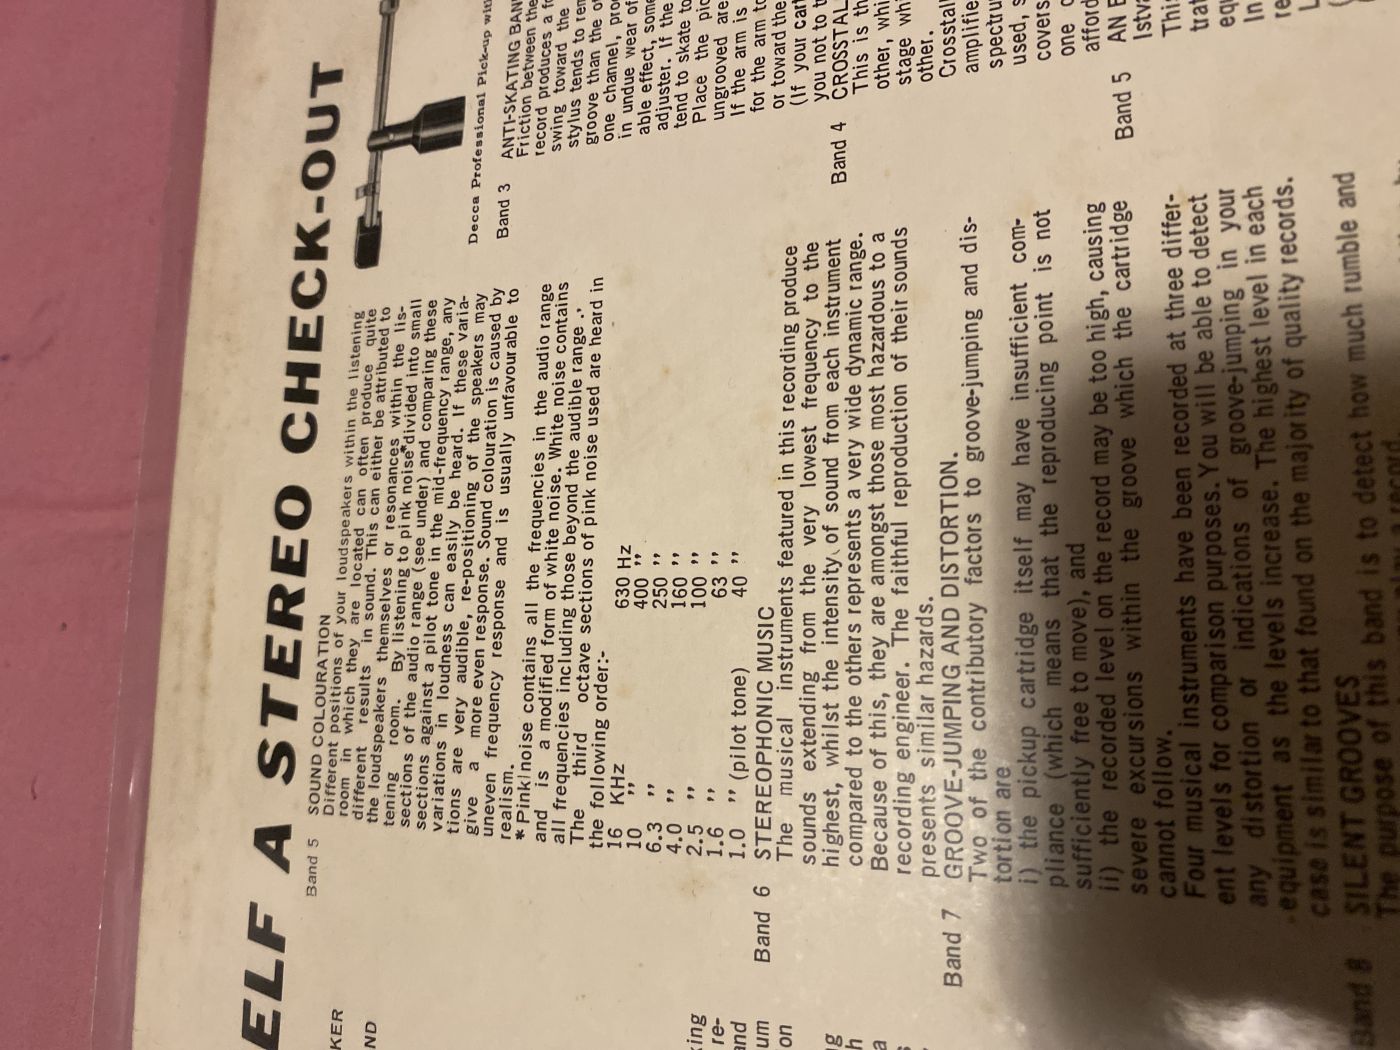 ELF A STEREO CHECK-OUT
KER
ND
king
re-
and
um
on
g
h
a
Band 5 SOUND COLOURATION
Different positions of your loudspeakers within the listening
room in which they are located can often produce quite
different results in sound. This can either be attributed to
the loudspeakers themselves or resonances within the lis-
tening room. By listening to pink noise*divided into small
sections of the audio range (see under) and comparing these
sections against a pilot tone in the mid-frequency range, any
variations in loudness can easily be heard. If these varia-
tions are very audible, re-positioning of the speakers may
give a more even response. Sound colouration is caused by
uneven frequency response and is usually unfavourable to
realism.
* Pink/noise contains all the frequencies in the audio range
and is a modified form of white noise. White noise contains
all frequencies including those beyond the audible range .'
The third octave sections of pink noise used are heard in
the following order:-
16 KHz 630 Hz
10 ,, 400 ,,
6.3 ,, 250 ,,
4.0 ,, 160 ,,
2.5 ,, 100 ,,
1.6 ,, 63 ,,
1.0 ,, (pilot tone) 40 ,,
Band 6 STEREOPHONIC MUSIC
The musical instruments featured in this recording produce
sounds extending from the very lowest frequency to the
highest, whilst the intensity of sound from each instrument
compared to the others represents a very wide dynamic range.
Because of this, they are amongst those most hazardous to a
recording engineer. The faithful reproduction of their sounds
presents similar hazards.
Band 7 GROOVE-JUMPING AND DISTORTION.
Two of the contributory factors to groove-jumping and dis-
tortion are
i) the pickup cartridge itself may have insufficient com-
pliance (which means that the reproducing point is not
sufficiently free to move), and
ii) the recorded level on the record may be too high, causing
severe excursions within the groove which the cartridge
cannot follow.
Four musical instruments have been recorded at three differ-
ent levels for comparison purposes. You will be able to detect
any distortion or indications of groove-jumping in your
equipment as the levels increase. The highest level in each
case is similar to that found on the majority of quality records.
Band 8 SILENT GROOVES
The purpose of this band is to detect how much rumble and
Decca Professional Pick-up
Band 3 ANTI-SKATING
Friction between the
record produces a
swing toward the
stylus tends to
groove than the
one channel,
in undue wear of
able effect,
adjuster. If the
tend to skate to
Place the
ungrooved are
If the arm is
for the arm to
or toward the
(If your
you not to
Band 4 CROSSTAL
This is
other,
stage
other.
Crosstal
amplifie
spectru
used,
covers
one
afford
Band 5 AN
Istva